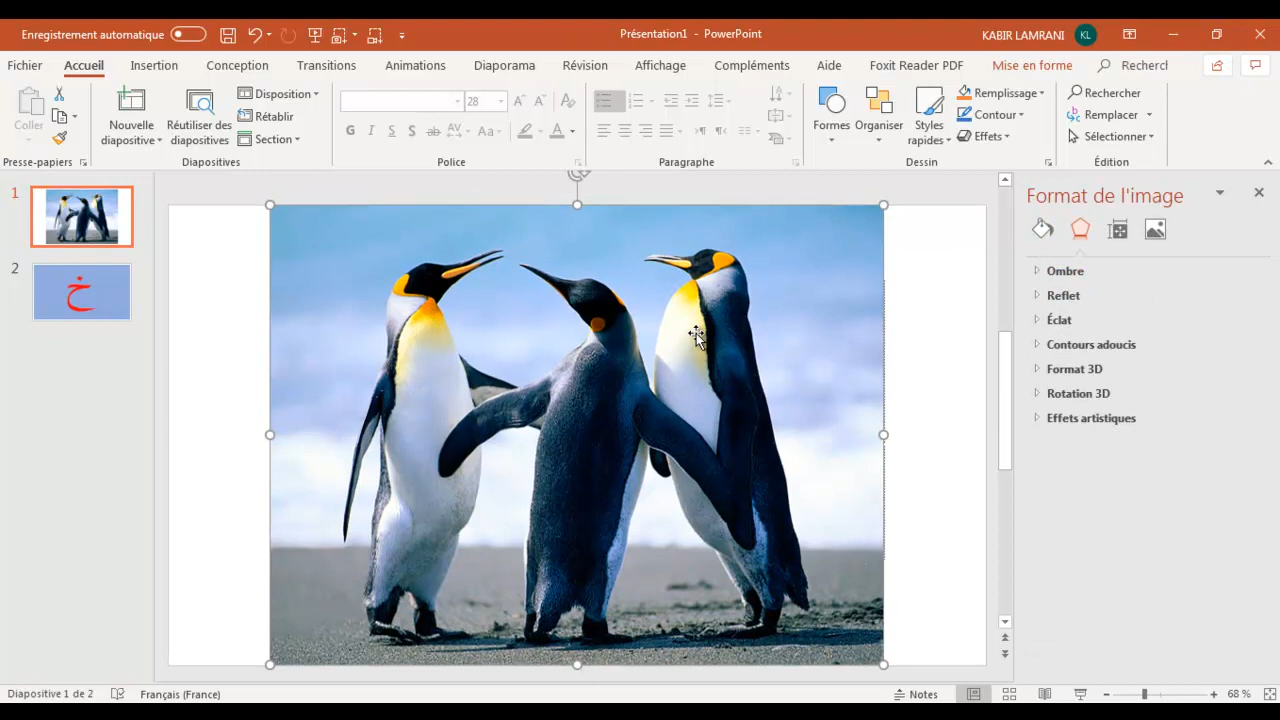 Enregistrement automatique
Présentation1 - PowerPoint
KABIR LAMRANI KL
Fichier Accueil Insertion Conception Transitions Animations Diaporama Révision Affichage Compléments Aide Foxit Reader PDF Mise en forme Recherch
Coller
Nouvelle diapositive
Réutiliser des diapositives
Disposition
Rétablir
Section
28
G I S S ab AV Aa A
Formes
Organiser
Styles rapides
Remplissage
Contour
Effets
Rechercher
Remplacer
Sélectionner
Presse-papiers Diapositives Police Paragraphe Dessin Édition
1
2
خ
Format de l'image
Ombre
Reflet
Éclat
Contours adoucis
Format 3D
Rotation 3D
Effets artistiques
Diapositive 1 de 2 Français (France) Notes 68 %